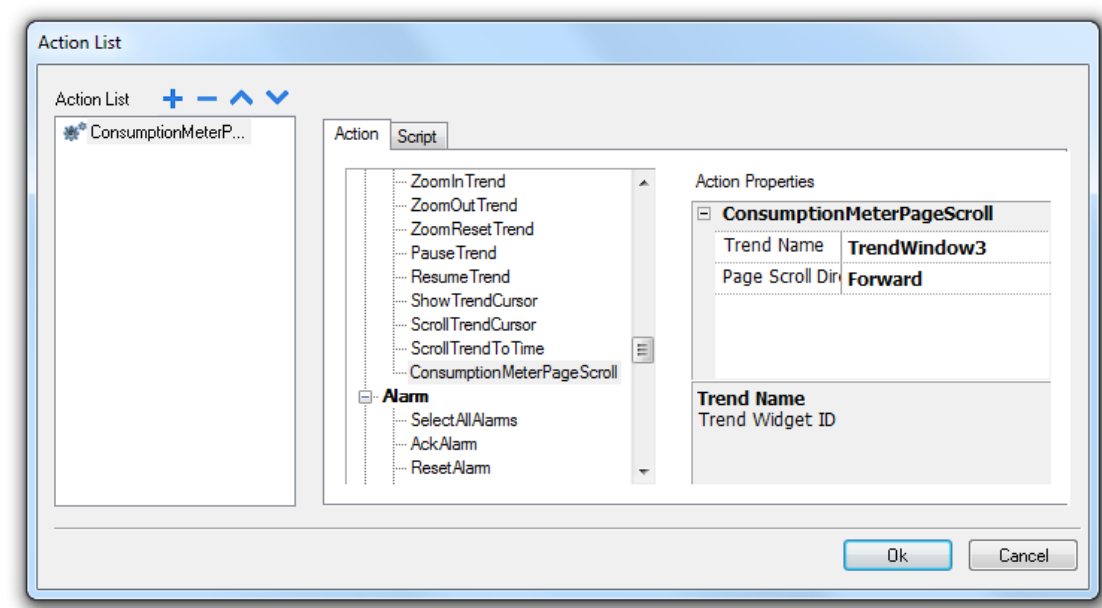 Action List
Action List
ConsumptionMeterP...
Action Script
ZoomInTrend
ZoomOutTrend
ZoomResetTrend
PauseTrend
ResumeTrend
ShowTrendCursor
ScrollTrendCursor
ScrollTrendToTime
ConsumptionMeterPageScroll
Alarm
SelectAllAlarms
AckAlarm
ResetAlarm
Action Properties
ConsumptionMeterPageScroll
Trend Name TrendWindow3
Page Scroll Dir Forward
Trend Name
Trend Widget ID
Ok Cancel